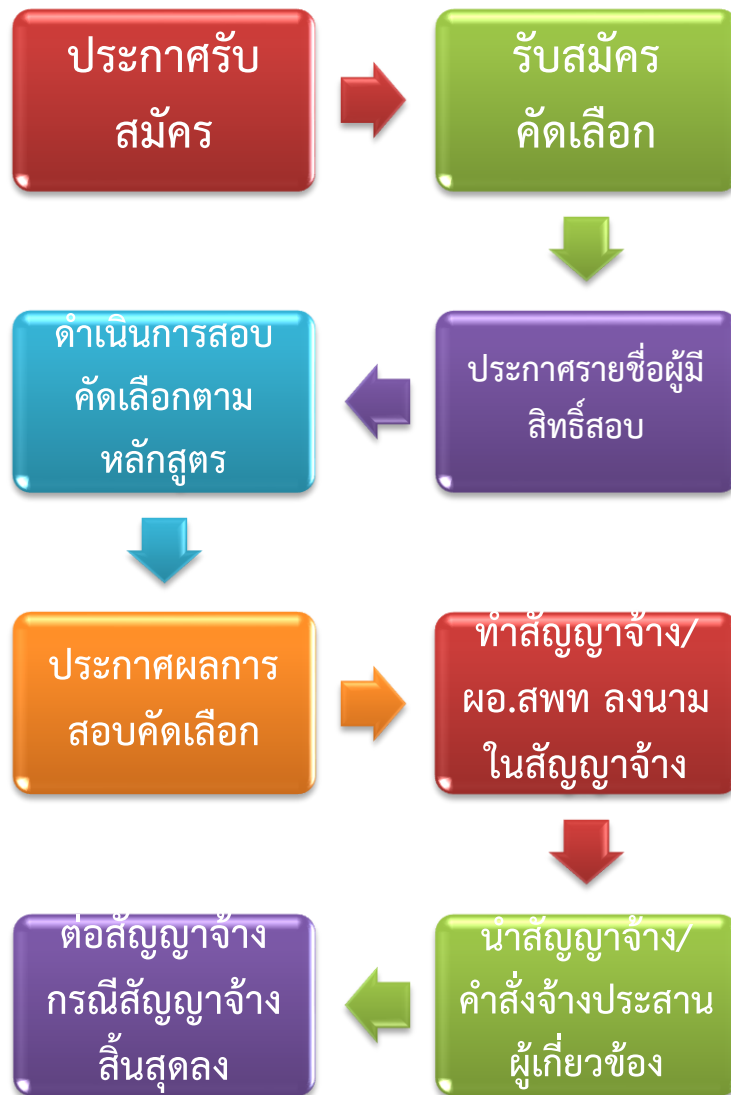 ประกาศรับ
สมัคร
รับสมัคร
คัดเลือก
ประกาศรายชื่อผู้มี
สิทธิ์สอบ
ดำเนินการสอบ
คัดเลือกตาม
หลักสูตร
ประกาศผลการ
สอบคัดเลือก
ทำสัญญาจ้าง/
ผอ.สพท ลงนาม
ในสัญญาจ้าง
นำสัญญาจ้าง/
คำสั่งจ้างประสาน
ผู้เกี่ยวข้อง
ต่อสัญญาจ้าง
กรณีสัญญาจ้าง
สิ้นสุดลง